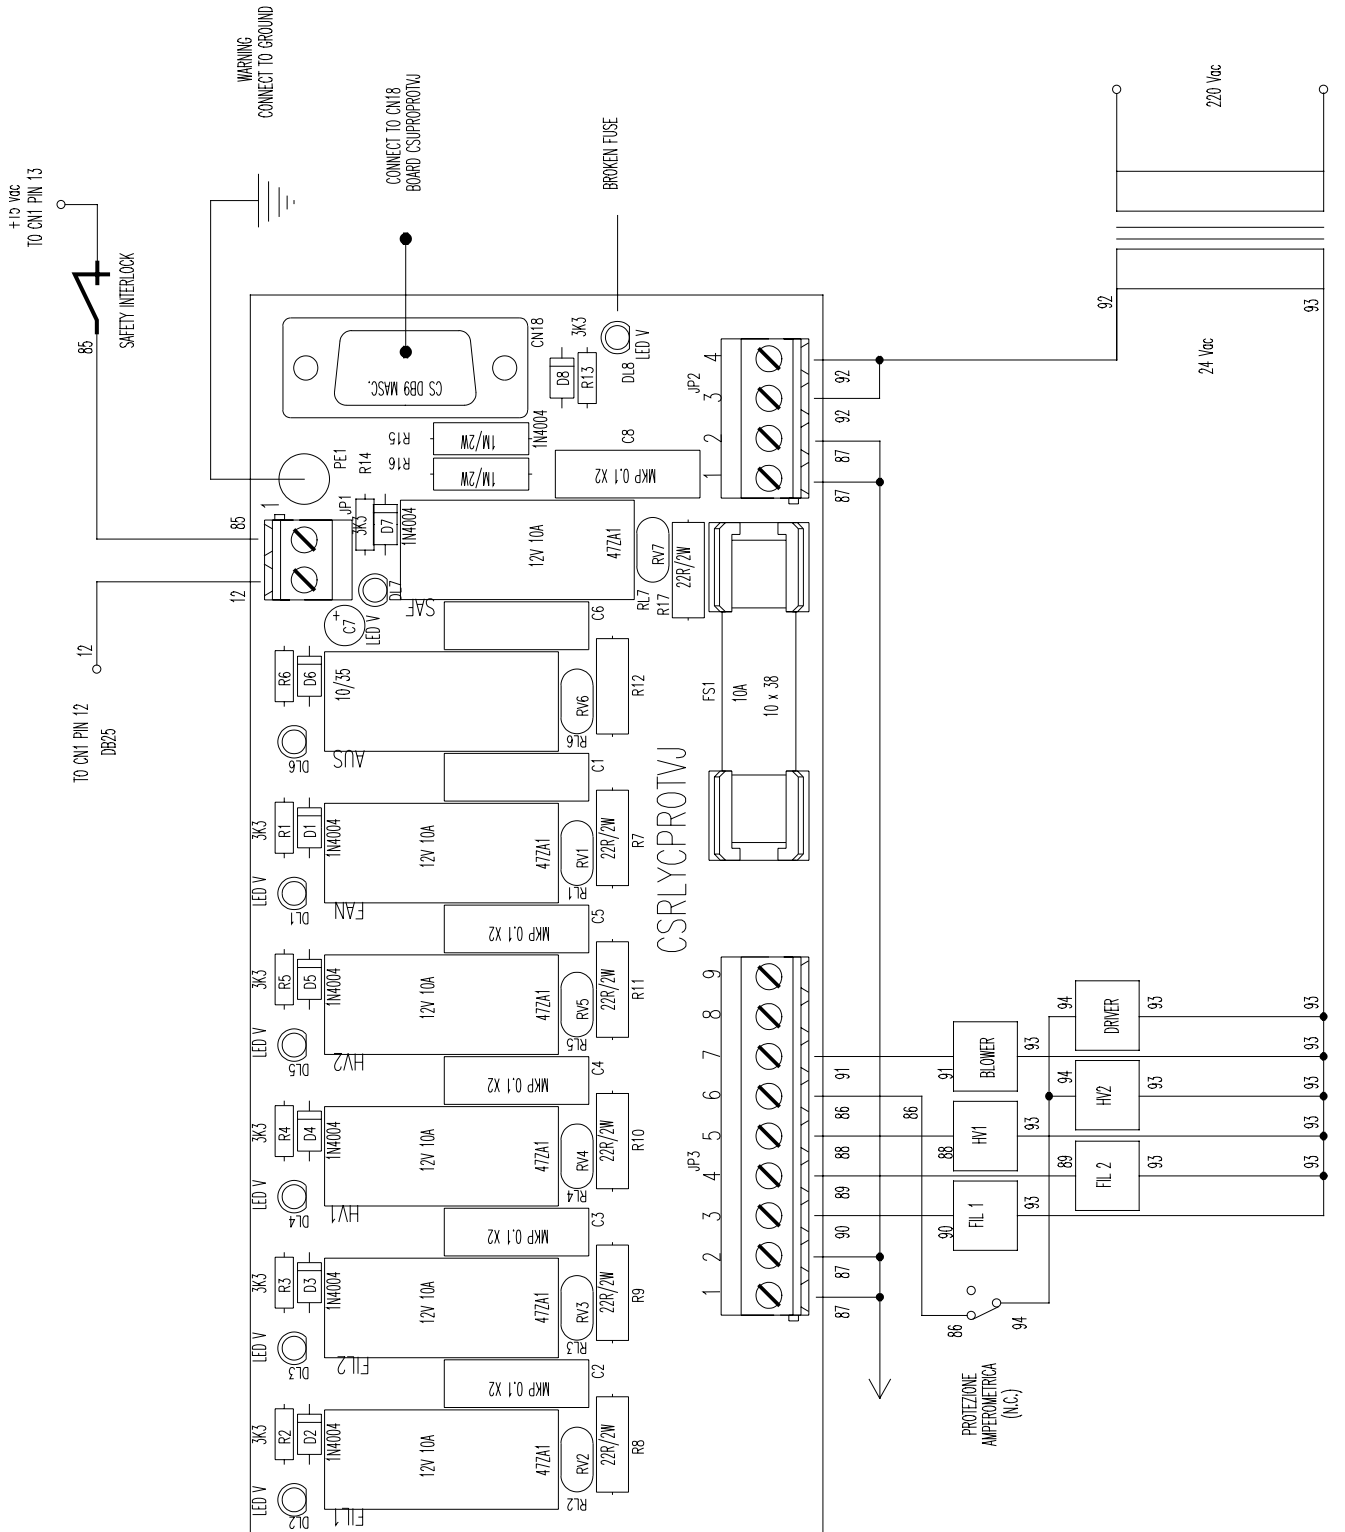 +15 vac
TO CN1 PIN 13
85
SAFETY INTERLOCK
WARNING
CONNECT TO GROUND
CONNECT TO CN18
BOARD CSUPROPROTVJ
BROKEN FUSE
220 Vac
24 Vac
92
93
TO CN1 PIN 12
DB25
12
12
85
1
JP1
PE1
R14
3K3
D7
1N4004
DL7
LED V
C7
+
10/35
CS DB9 MASC.
CN18
R15
1M/2W
R16
1M/2W
1N4004
D8
R13
3K3
DL8
LED V
C8
MKP 0.1 X2
SAF
12V 10A
47ZA1
RL7
RV7
R17
22R/2W
C6
JP2
1
2
3
4
87
87
92
92
FS1
10A
10 x 38
CSRLYCPROTVJ
R6
D6
DL6
AUS
RV6
RL6
R12
C1
3K3
R1
D1
1N4004
LED V
DL1
FAN
12V 10A
47ZA1
RV1
RL1
22R/2W
R7
C5
MKP 0.1 X2
3K3
R5
D5
1N4004
LED V
DL5
HV2
12V 10A
47ZA1
RV5
RL5
22R/2W
R11
C4
MKP 0.1 X2
3K3
R4
D4
1N4004
LED V
DL4
HV1
12V 10A
47ZA1
RV4
RL4
22R/2W
R10
C3
MKP 0.1 X2
3K3
R3
D3
1N4004
LED V
DL3
FIL2
12V 10A
47ZA1
RV3
RL3
22R/2W
R9
C2
MKP 0.1 X2
3K3
R2
D2
1N4004
LED V
DL2
FIL1
12V 10A
47ZA1
RV2
RL2
22R/2W
R8
JP3
1
2
3
4
5
6
7
8
9
87
87
90
89
88
86
91
86
91
BLOWER
93
88
HV1
93
90
FIL 1
93
94
DRIVER
93
94
HV2
93
89
FIL 2
93
93
93
93
93
93
86
94
PROTEZIONE
AMPEROMETRICA
(N.C.)